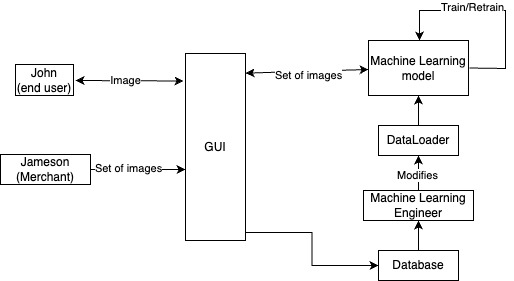 Train/Retrain
Machine Learning
model
Set of images
John
(end user)
Image
GUI
DataLoader
Jameson
(Merchant)
Set of images
Modifies
Machine Learning
Engineer
Database